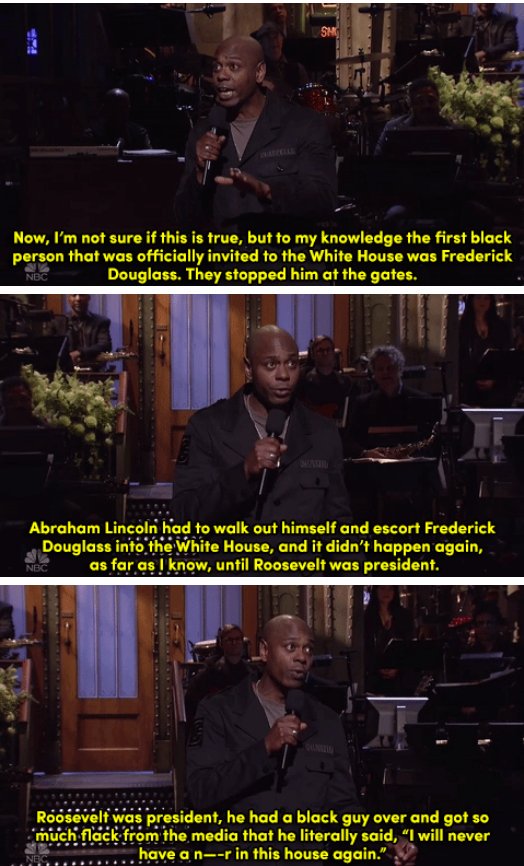 SNL
Now, I'm not sure if this is true, but to my knowledge the first black
person that was officially invited to the White House was Frederick
Douglass. They stopped him at the gates.
NBC
Abraham Lincoln had to walk out himself and escort Frederick
Douglass into the White House, and it didn't happen again,
as far as I know, until Roosevelt was president.
NBC
Roosevelt was president, he had a black guy over and got so
much flack from the media that he literally said, “I will never
have a n—-r in this house again.”
NBC